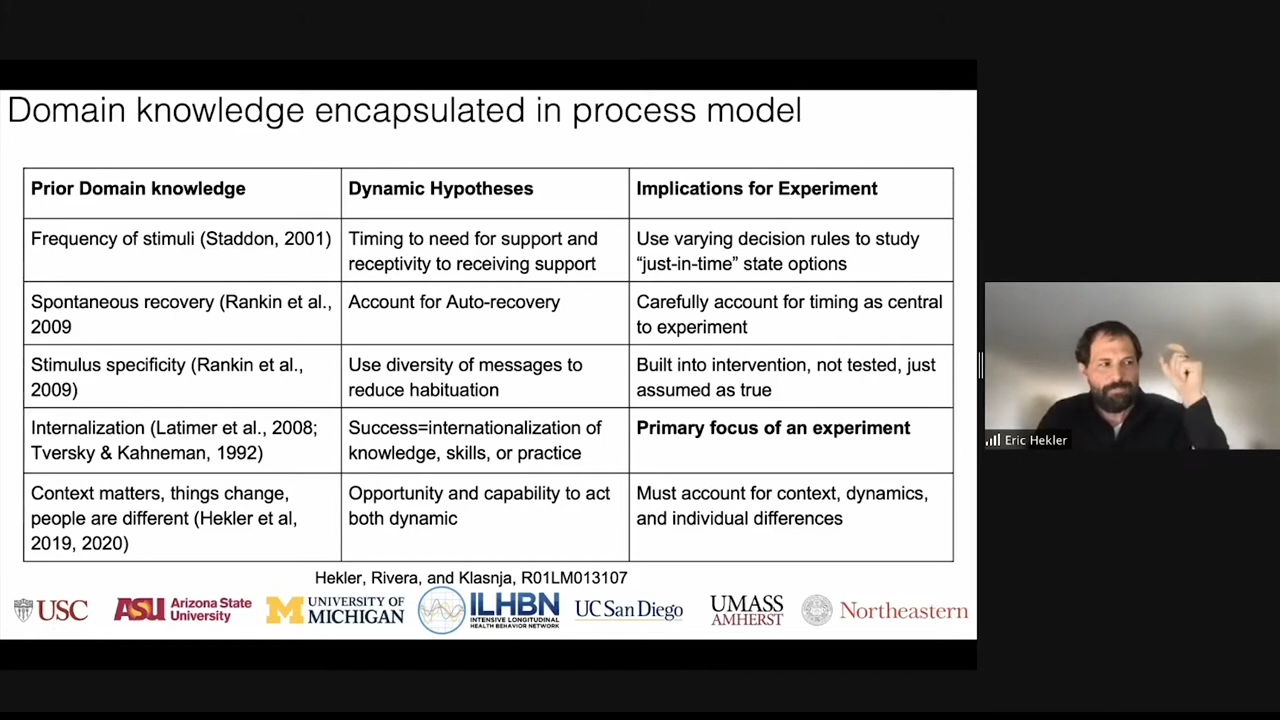 Domain knowledge encapsulated in process model
Prior Domain knowledge
Dynamic Hypotheses
Implications for Experiment
Frequency of stimuli (Staddon, 2001)
Timing to need for support and
receptivity to receiving support
Use varying decision rules to study
“just-in-time” state options
Spontaneous recovery (Rankin et al.,
2009
Account for Auto-recovery
Carefully account for timing as central
to experiment
Stimulus specificity (Rankin et al.,
2009)
Use diversity of messages to
reduce habituation
Built into intervention, not tested, just
assumed as true
Internalization (Latimer et al., 2008;
Tversky & Kahneman, 1992)
Success=internationalization of
knowledge, skills, or practice
Primary focus of an experiment
Context matters, things change,
people are different (Hekler et al,
2019, 2020)
Opportunity and capability to act
both dynamic
Must account for context, dynamics,
and individual differences
Hekler, Rivera, and Klasnja, R01LM013107
USC
ASU Arizona State
University
M UNIVERSITY OF
MICHIGAN
ILHBN
INTENSIVE LONGITUDINAL
HEALTH BEHAVIOR NETWORK
UC San Diego
UMASS
AMHERST
Northeastern
Eric Hekler